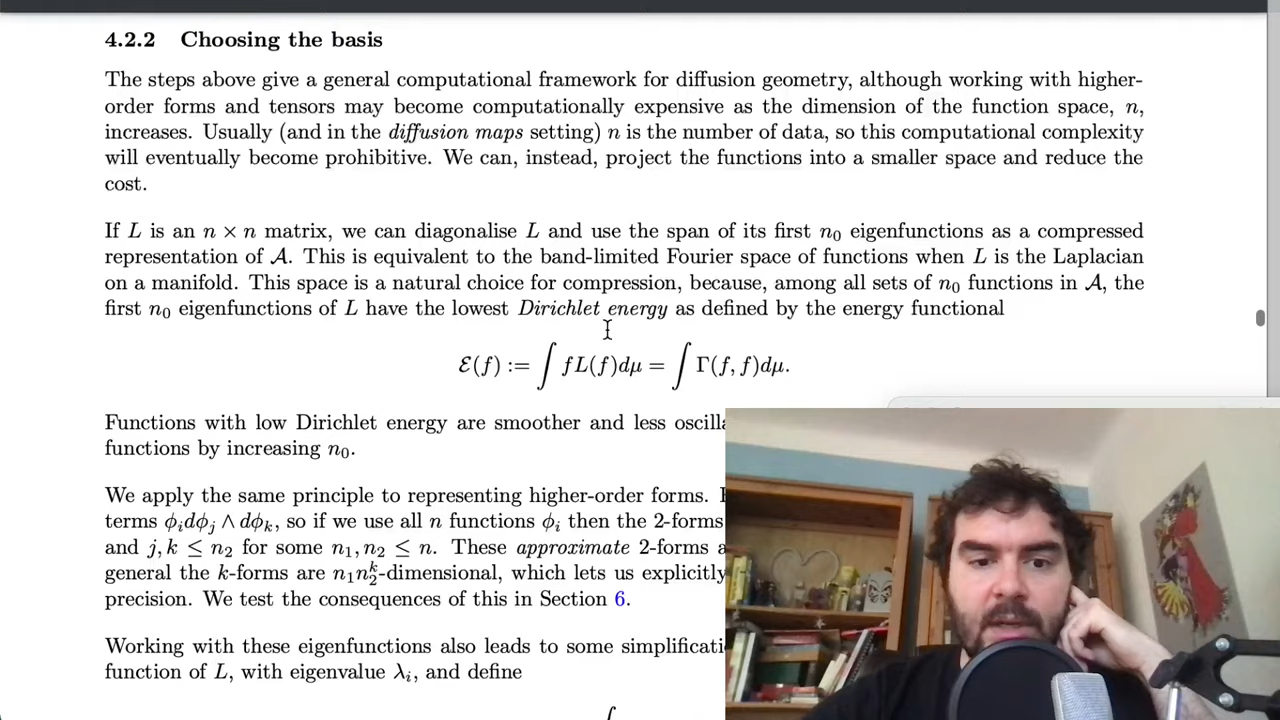 4.2.2 Choosing the basis
The steps above give a general computational framework for diffusion geometry, although working with higher-
order forms and tensors may become computationally expensive as the dimension of the function space, n,
increases. Usually (and in the diffusion maps setting) n is the number of data, so this computational complexity
will eventually become prohibitive. We can, instead, project the functions into a smaller space and reduce the
cost.
If L is an n × n matrix, we can diagonalise L and use the span of its first n₀ eigenfunctions as a compressed
representation of 𝒜. This is equivalent to the band-limited Fourier space of functions when L is the Laplacian
on a manifold. This space is a natural choice for compression, because, among all sets of n₀ functions in 𝒜, the
first n₀ eigenfunctions of L have the lowest Dirichlet energy as defined by the energy functional
ℰ(f) := ∫ fL(f)dμ = ∫ Γ(f, f)dμ.
Functions with low Dirichlet energy are smoother and less
functions by increasing n₀.
We apply the same principle to representing higher-order forms.
terms ϕᵢdϕⱼ ∧ dϕₖ, so if we use all n functions ϕᵢ then the 2-forms
and j, k ≤ n₂ for some n₁, n₂ ≤ n. These approximate 2-forms
general the k-forms are n₁n₂ᵏ-dimensional, which lets us explicitly
precision. We test the consequences of this in Section 6.
Working with these eigenfunctions also leads to some
function of L, with eigenvalue λᵢ, and define